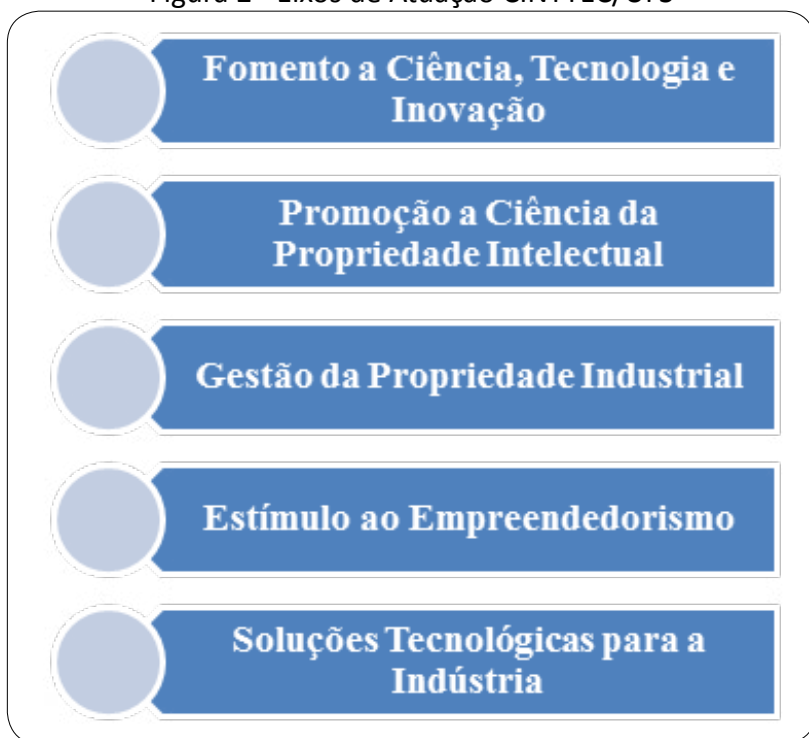 Fomento a Ciência, Tecnologia e
Inovação
Promoção a Ciência da
Propriedade Intelectual
Gestão da Propriedade Industrial
Estímulo ao Empreendedorismo
Soluções Tecnológicas para a
Indústria